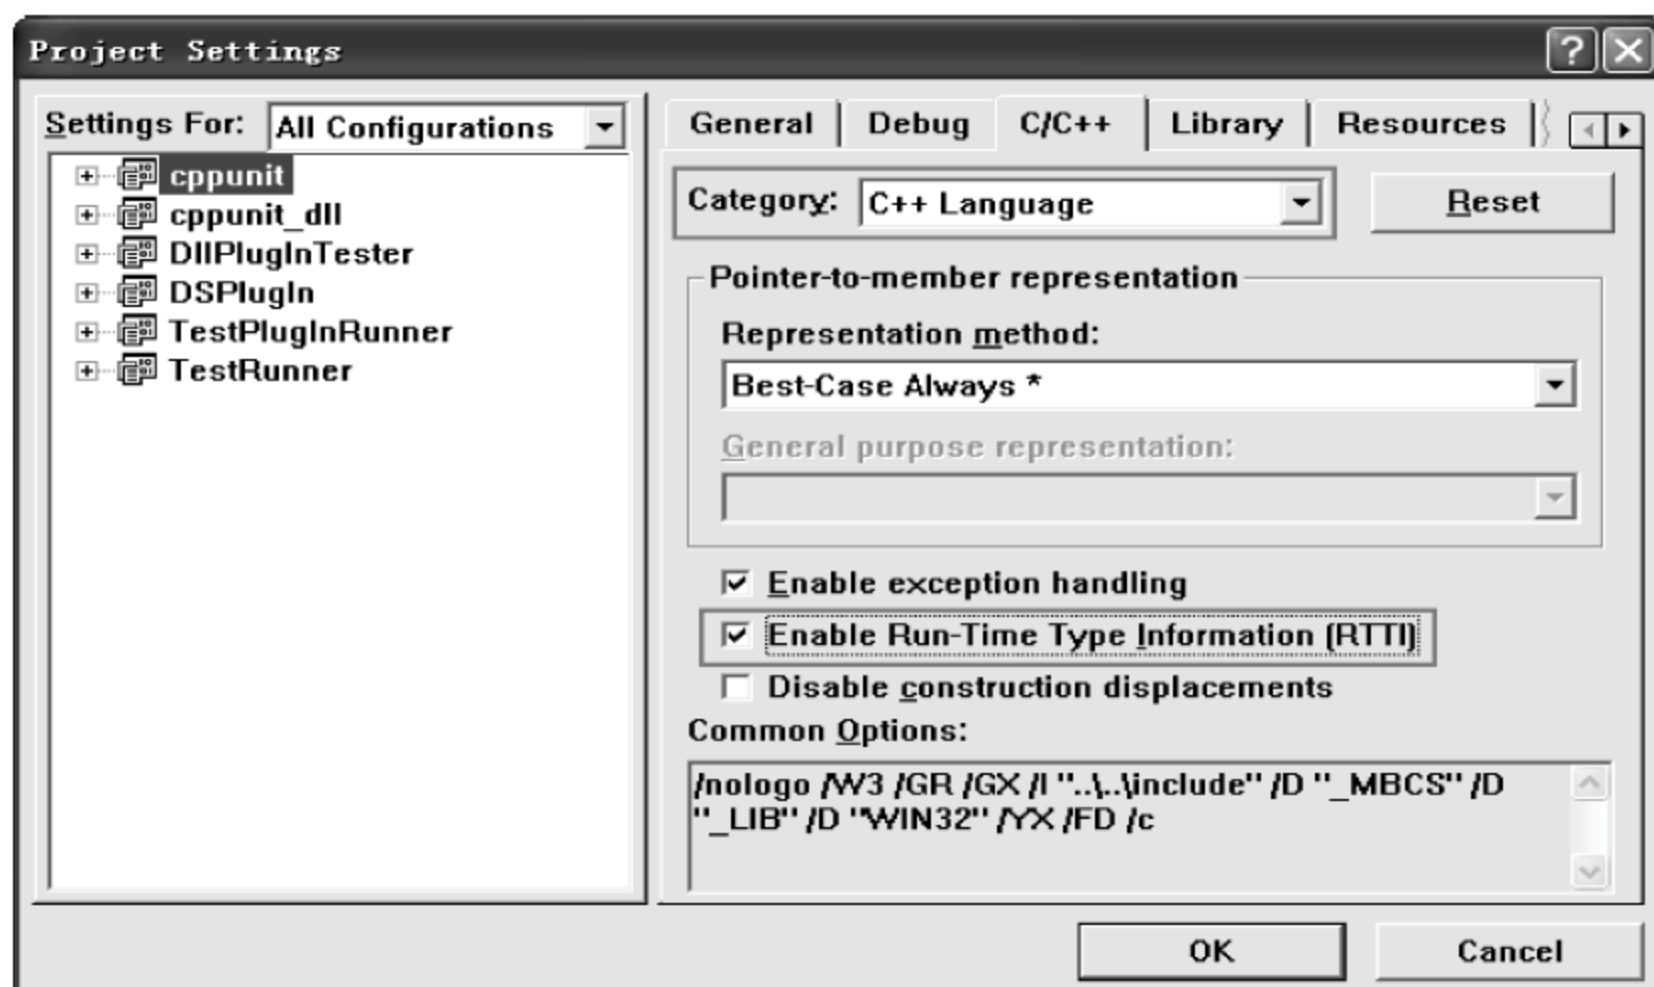 Project Settings
Settings For: All Configurations
cppunit
cppunit_dll
DllPlugInTester
DSPlugIn
TestPlugInRunner
TestRunner
General Debug C/C++ Library Resources
Category: C++ Language Reset
Pointer-to-member representation
Representation method:
Best-Case Always *
General purpose representation:
Enable exception handling
Enable Run-Time Type Information (RTTI)
Disable construction displacements
Common Options:
/nologo /W3 /GR /GX /I "..\..\include" /D "_MBCS" /D
"_LIB" /D "WIN32" /YX /FD /c
OK Cancel